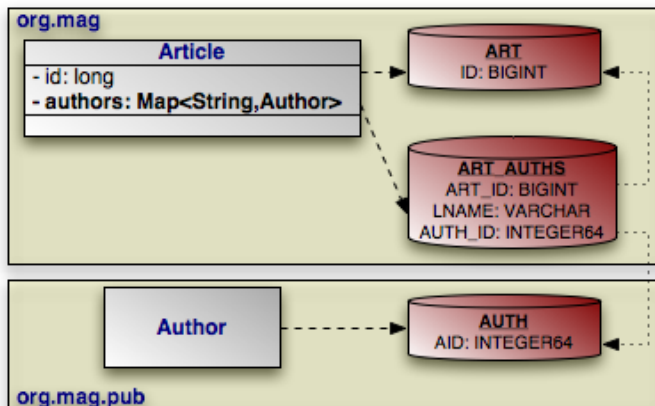 org.mag
Article
- id: long
- authors: Map<String,Author>
ART
ID: BIGINT
ART_AUTHS
ART_ID: BIGINT
LNAME: VARCHAR
AUTH_ID: INTEGER64
Author
AUTH
AID: INTEGER64
org.mag.pub